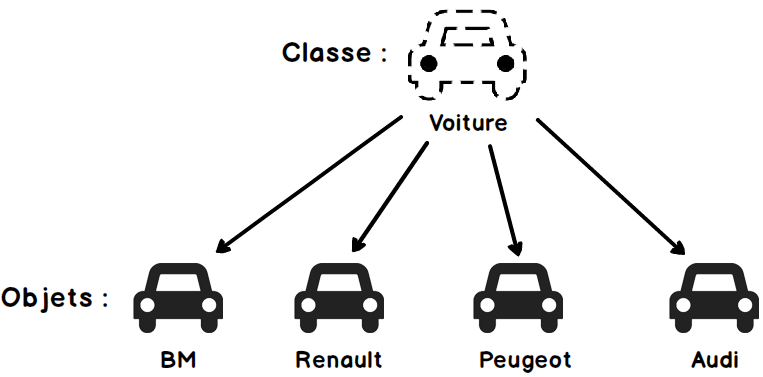 Classe :
Voiture
Objets :
BM
Renault
Peugeot
Audi